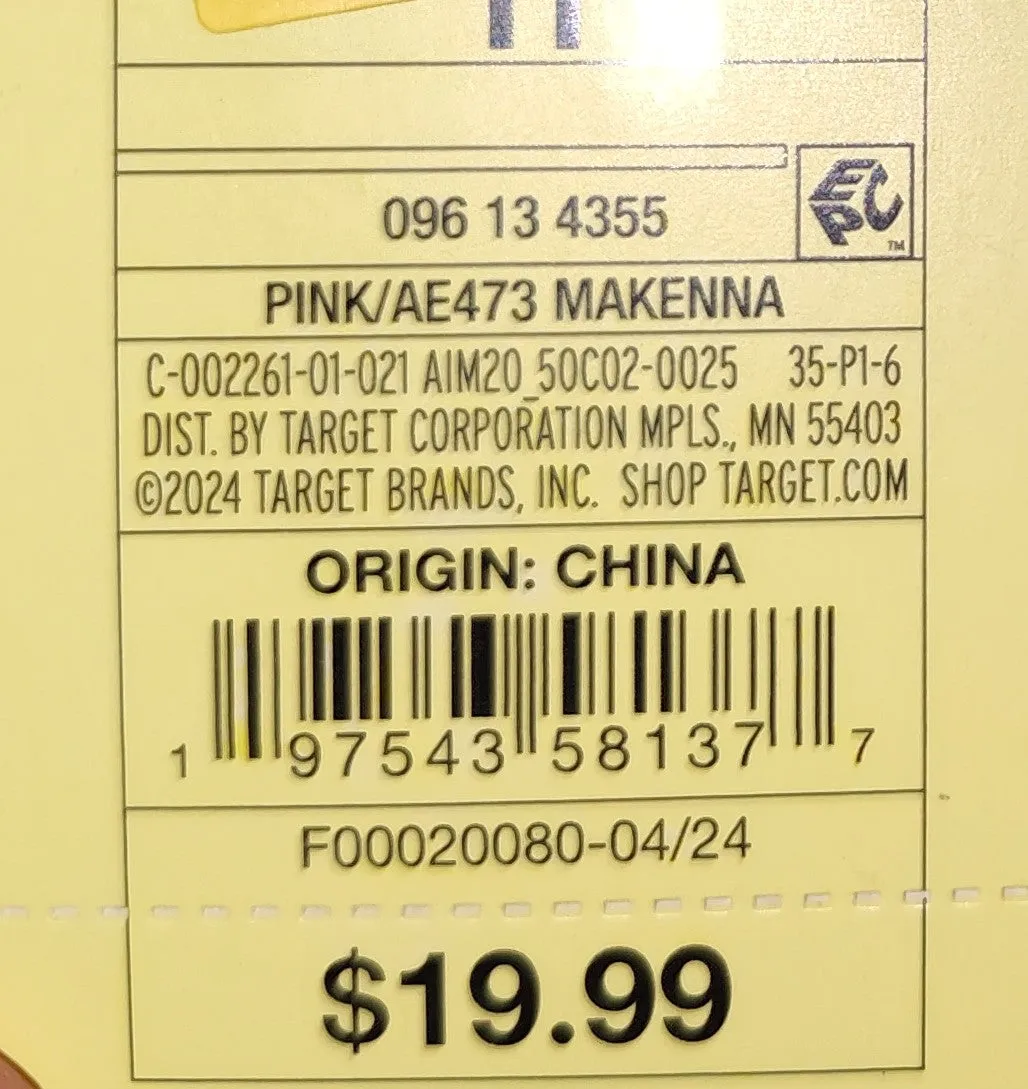 096 13 4355
EPC
TM
PINK/AE473 MAKENNA
C-002261-01-021 AIM20_50C02-0025 35-P1-6
DIST. BY TARGET CORPORATION MPLS., MN 55403
©2024 TARGET BRANDS, INC. SHOP TARGET.COM
ORIGIN: CHINA
1 97543 58137 7
F00020080-04/24
$19.99